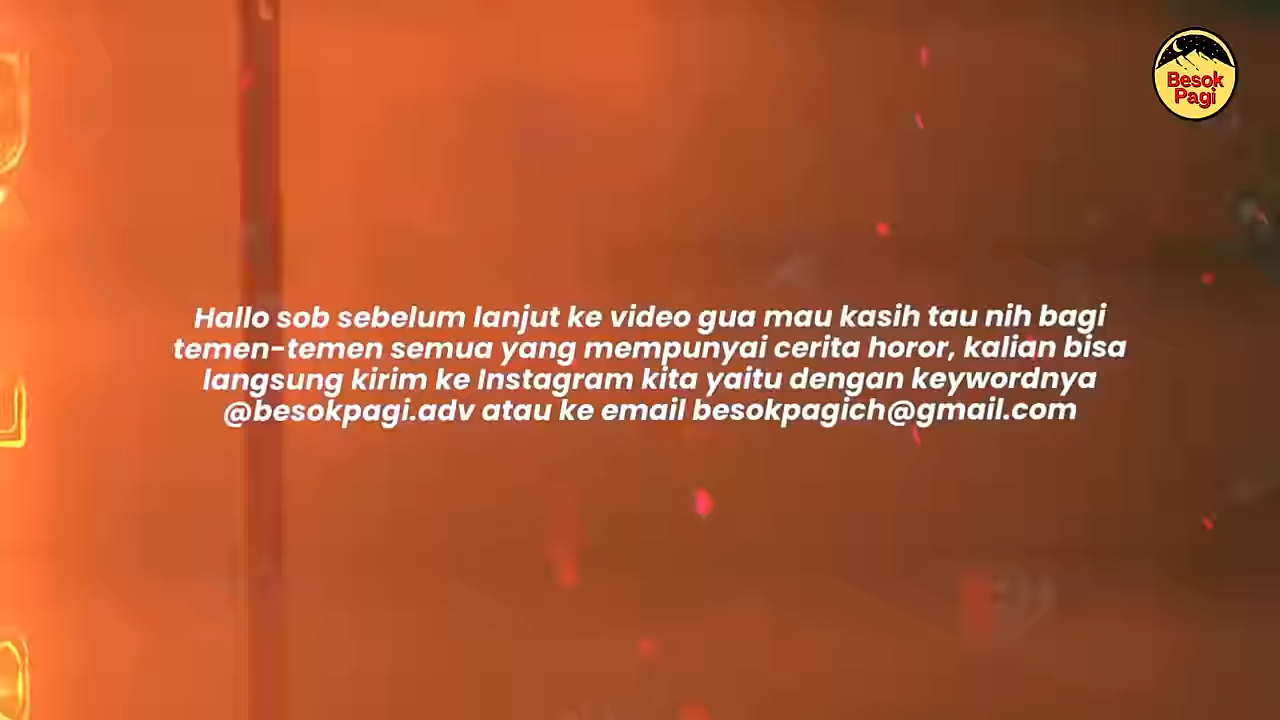 Besok
Pagi
Hallo sob sebelum lanjut ke video gua mau kasih tau nih bagi
temen-temen semua yang mempunyai cerita horor, kalian bisa
langsung kirim ke Instagram kita yaitu dengan keywordnya
@besokpagi.adv atau ke email besokpagich@gmail.com